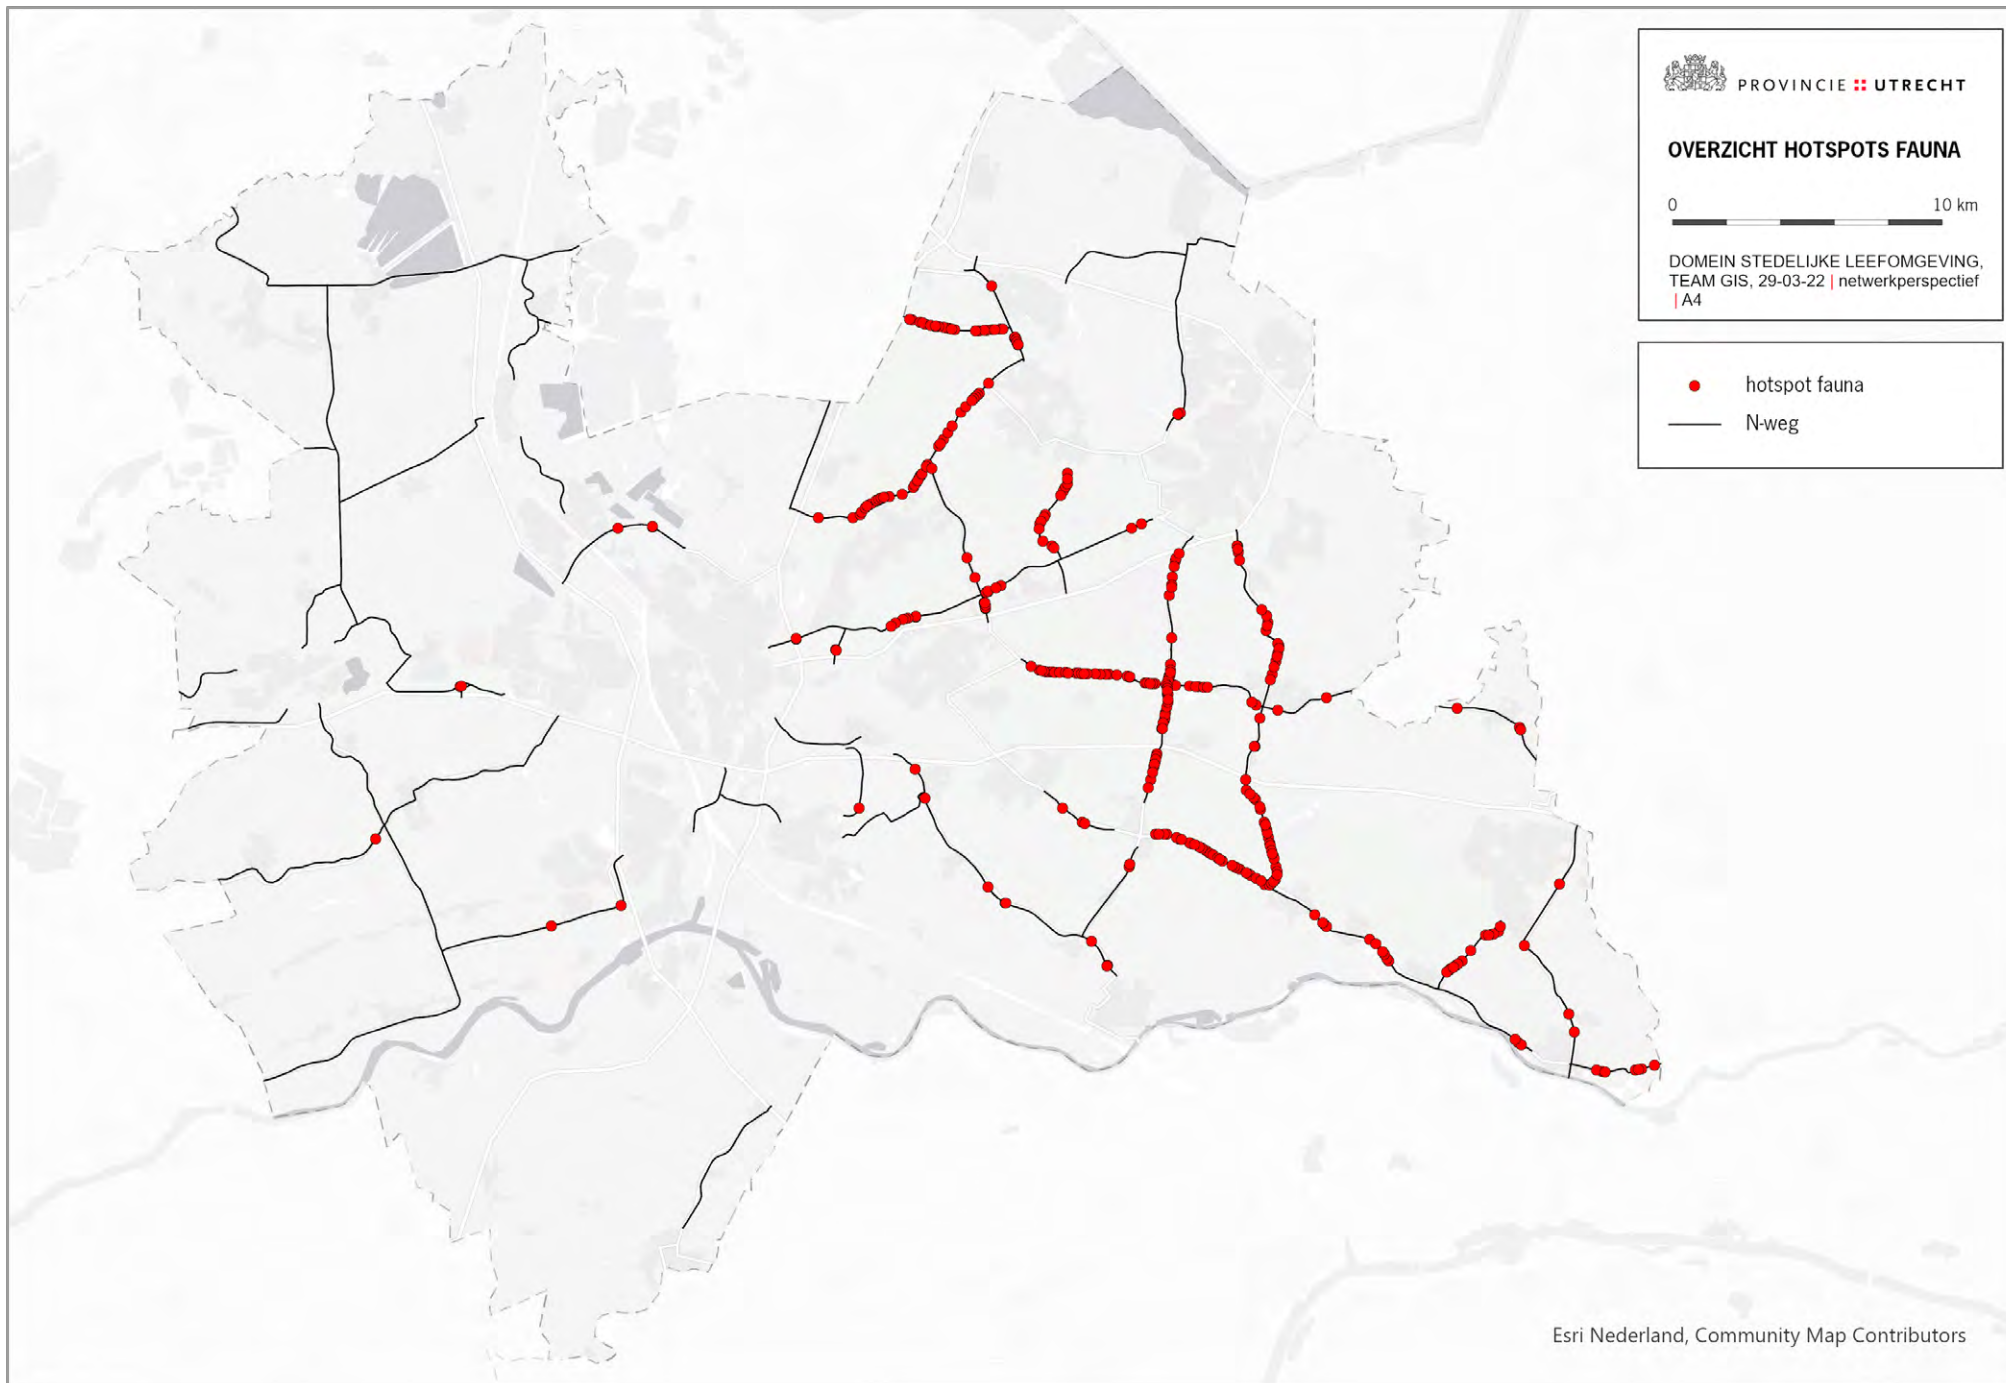 PROVINCIE UTRECHT
OVERZICHT HOTSPOTS FAUNA
0 10 km
DOMEIN STEDELIJKE LEEFOMGEVING,
TEAM GIS, 29-03-22 | netwerkperspectief
| A4
hotspot fauna
N-weg
Esri Nederland, Community Map Contributors